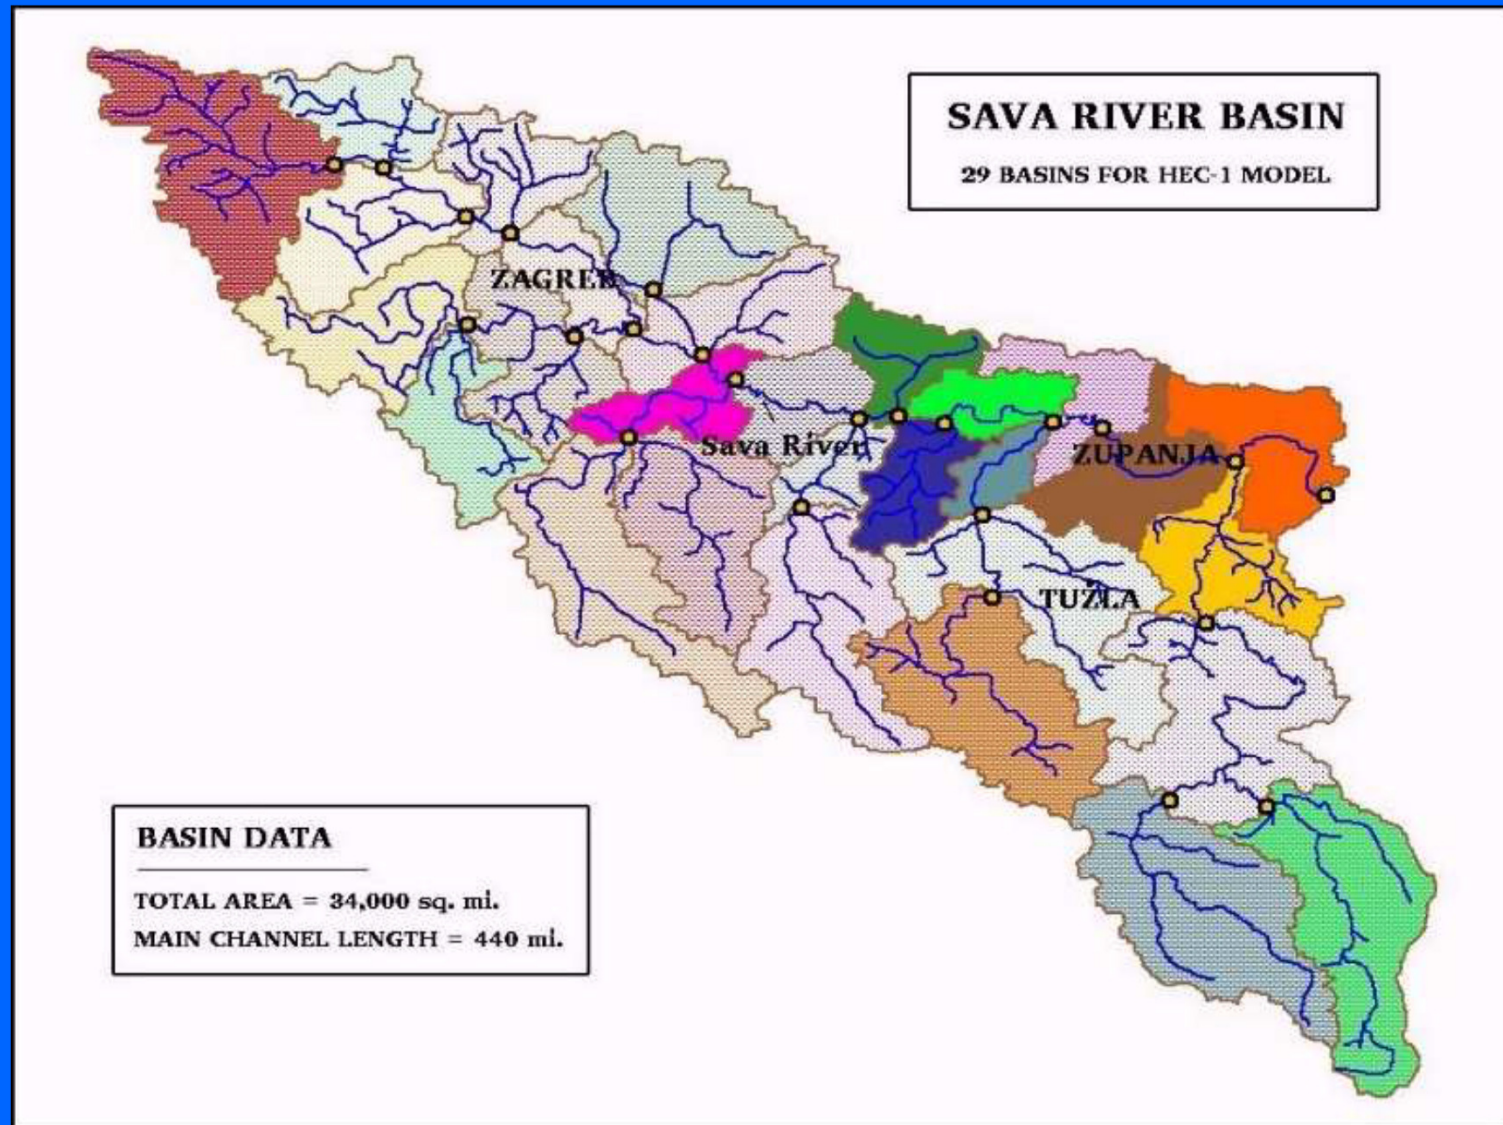 SAVA RIVER BASIN
29 BASINS FOR HEC-1 MODEL
ZAGREB
Sava River
ZUPANJA
TUŽLA
BASIN DATA
TOTAL AREA = 34,000 sq. mi.
MAIN CHANNEL LENGTH = 440 mi.